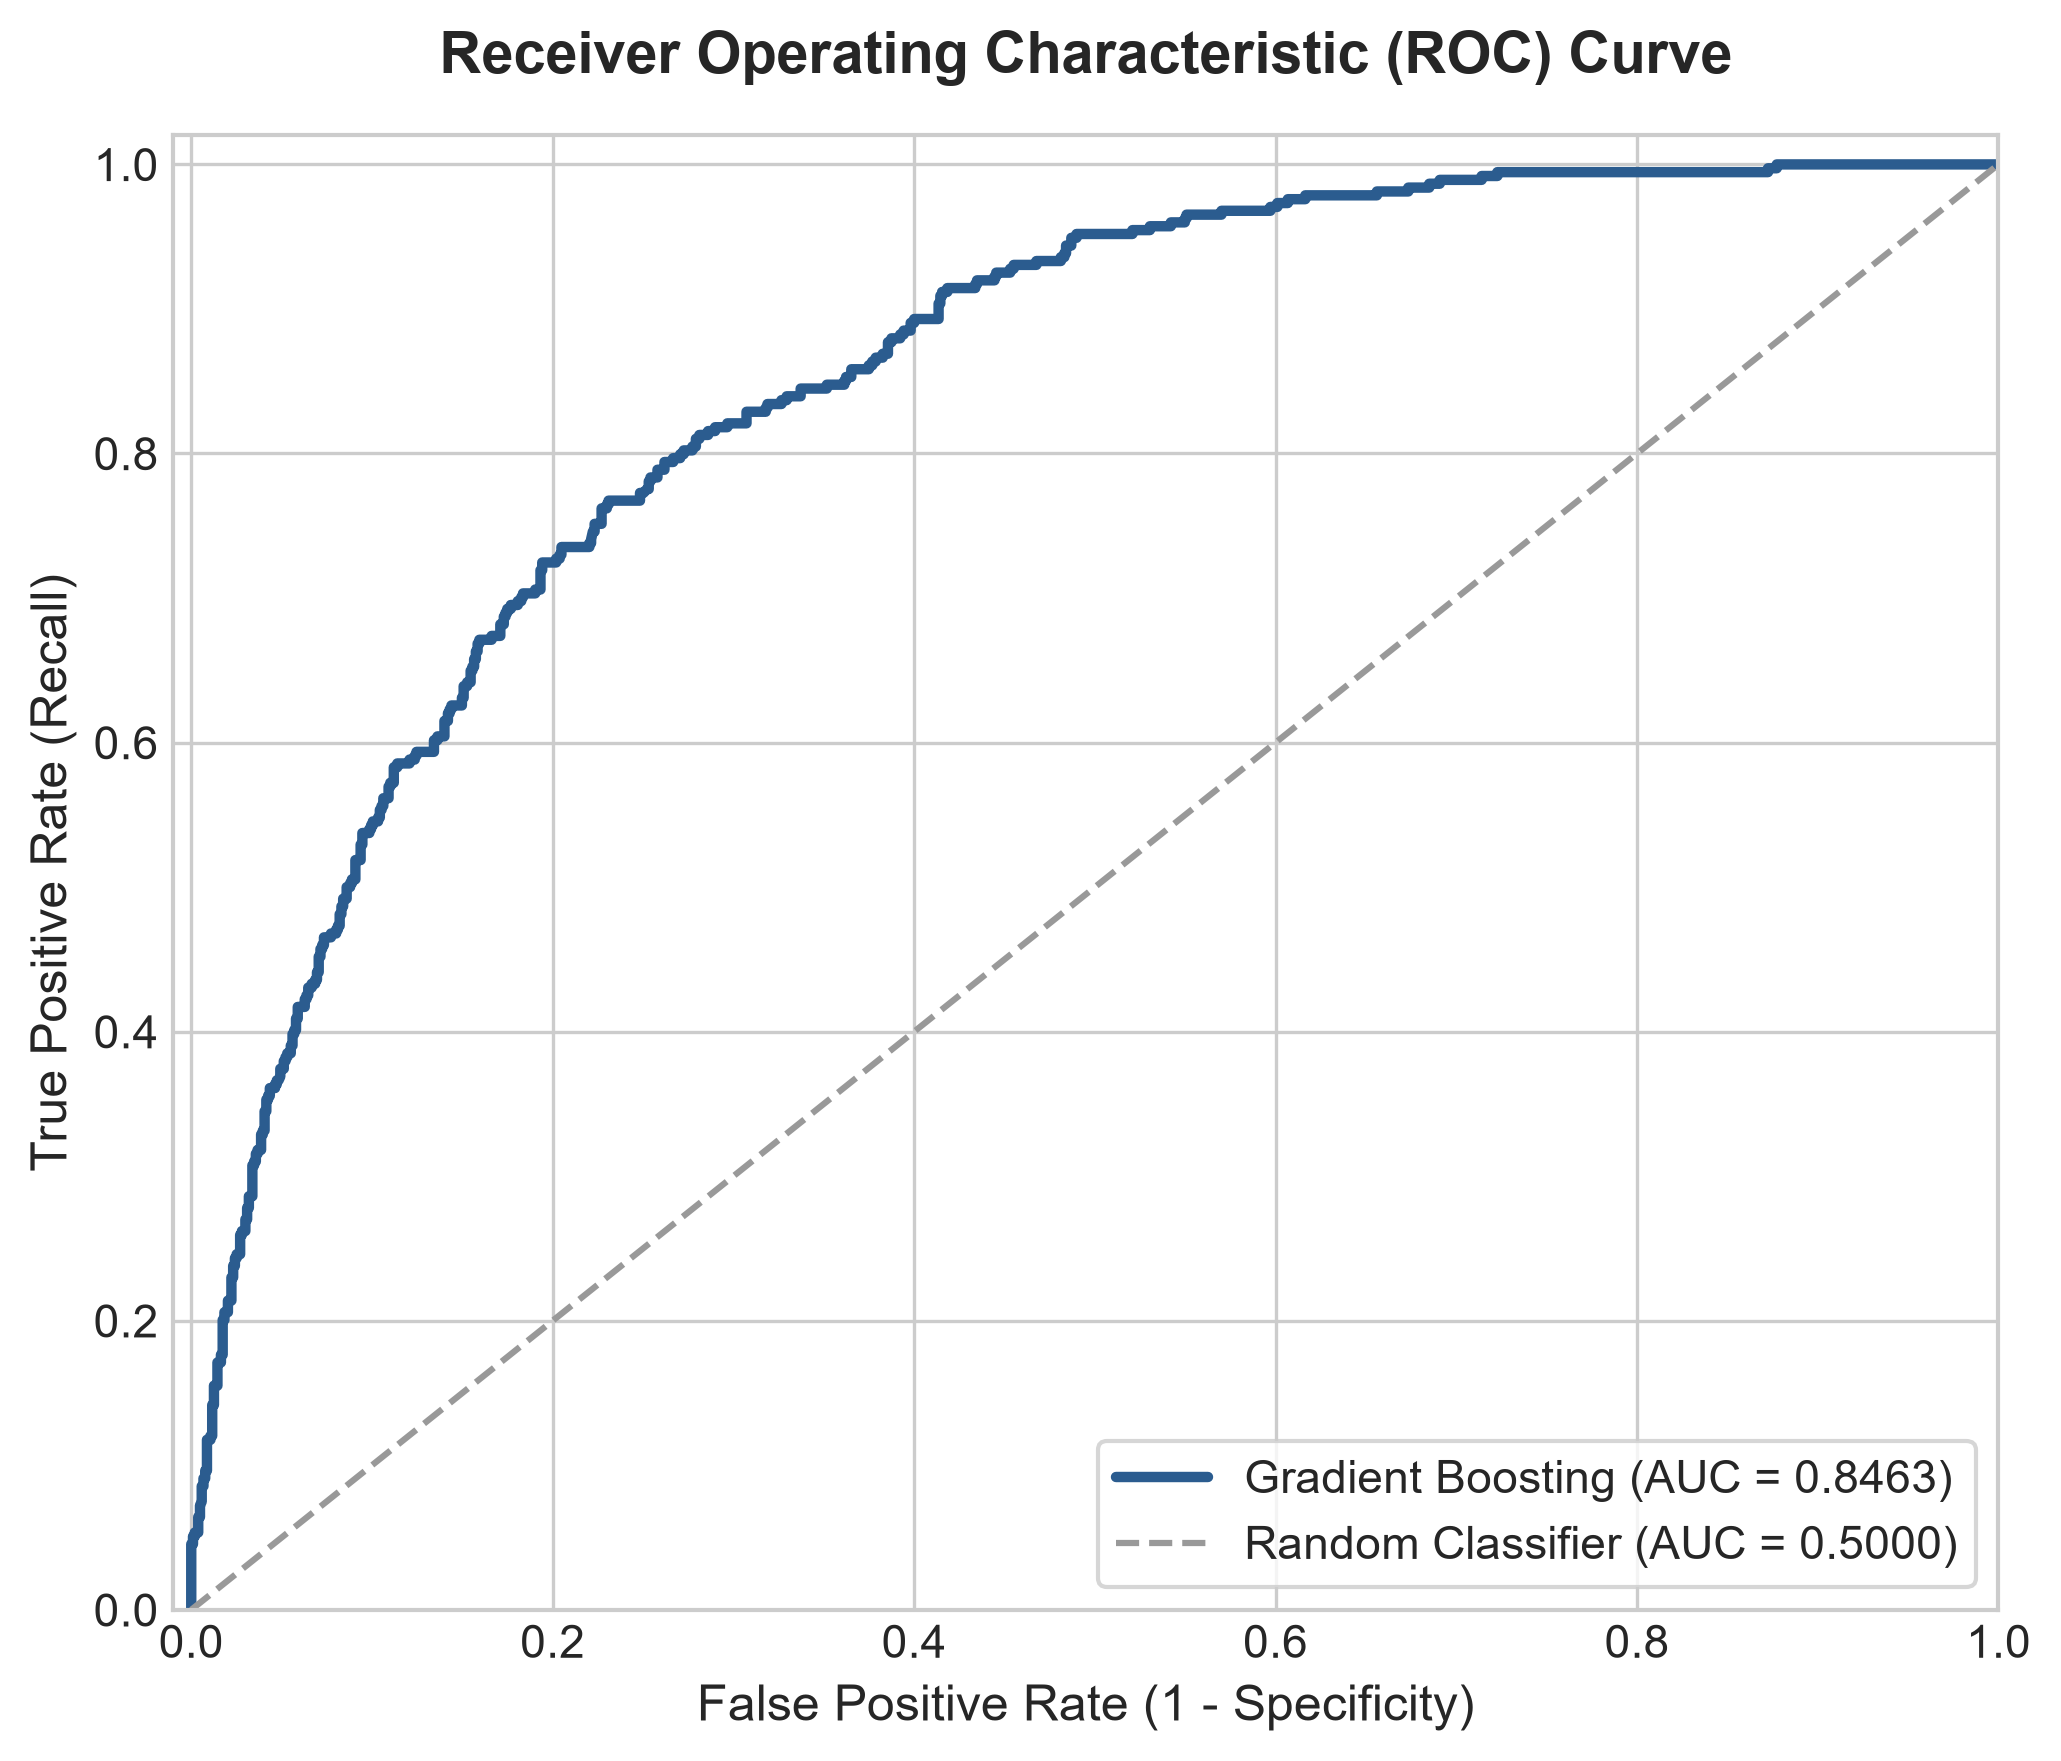 Receiver Operating Characteristic (ROC) Curve
1.0
0.8
0.6
0.4
0.2
0.0
True Positive Rate (Recall)
Gradient Boosting (AUC = 0.8463)
Random Classifier (AUC = 0.5000)
0.0 0.2 0.4 0.6 0.8 1.0
False Positive Rate (1 - Specificity)